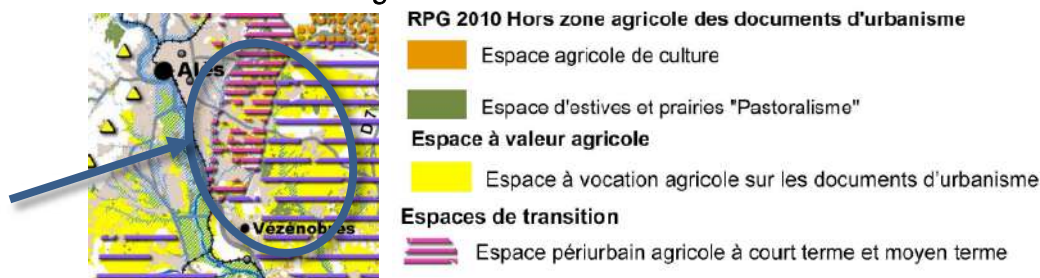 RPG 2010 Hors zone agricole des documents d'urbanisme
Espace agricole de culture
Espace d'estives et prairies "Pastoralisme"
Espace à valeur agricole
Espace à vocation agricole sur les documents d'urbanisme
Espaces de transition
Espace périurbain agricole à court terme et moyen terme
Alès
D 7
Vézénobres